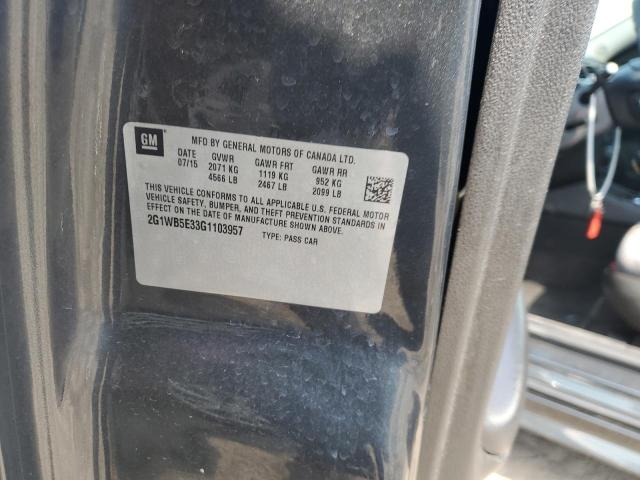 GM
MFD BY GENERAL MOTORS OF CANADA LTD.
DATE GVWR GAWR FRT GAWR RR
07/15 2071 KG 1119 KG 952 KG
4566 LB 2467 LB 2099 LB
THIS VEHICLE CONFORMS TO ALL APPLICABLE U.S. FEDERAL MOTOR
VEHICLE SAFETY, BUMPER, AND THEFT PREVENTION STANDARDS IN
EFFECT ON THE DATE OF MANUFACTURE SHOWN ABOVE.
2G1WB5E33G1103957 TYPE: PASS CAR